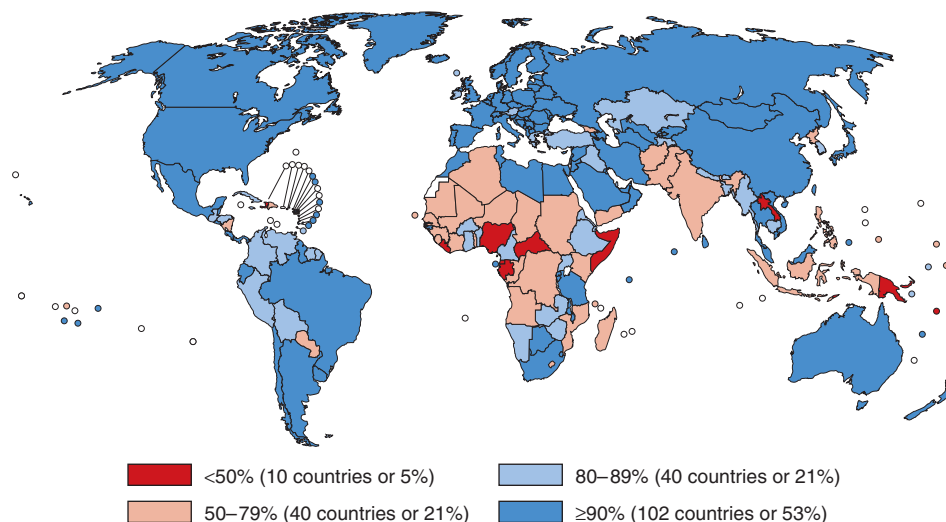 <50% (10 countries or 5%)
50–79% (40 countries or 21%)
80–89% (40 countries or 21%)
≥90% (102 countries or 53%)